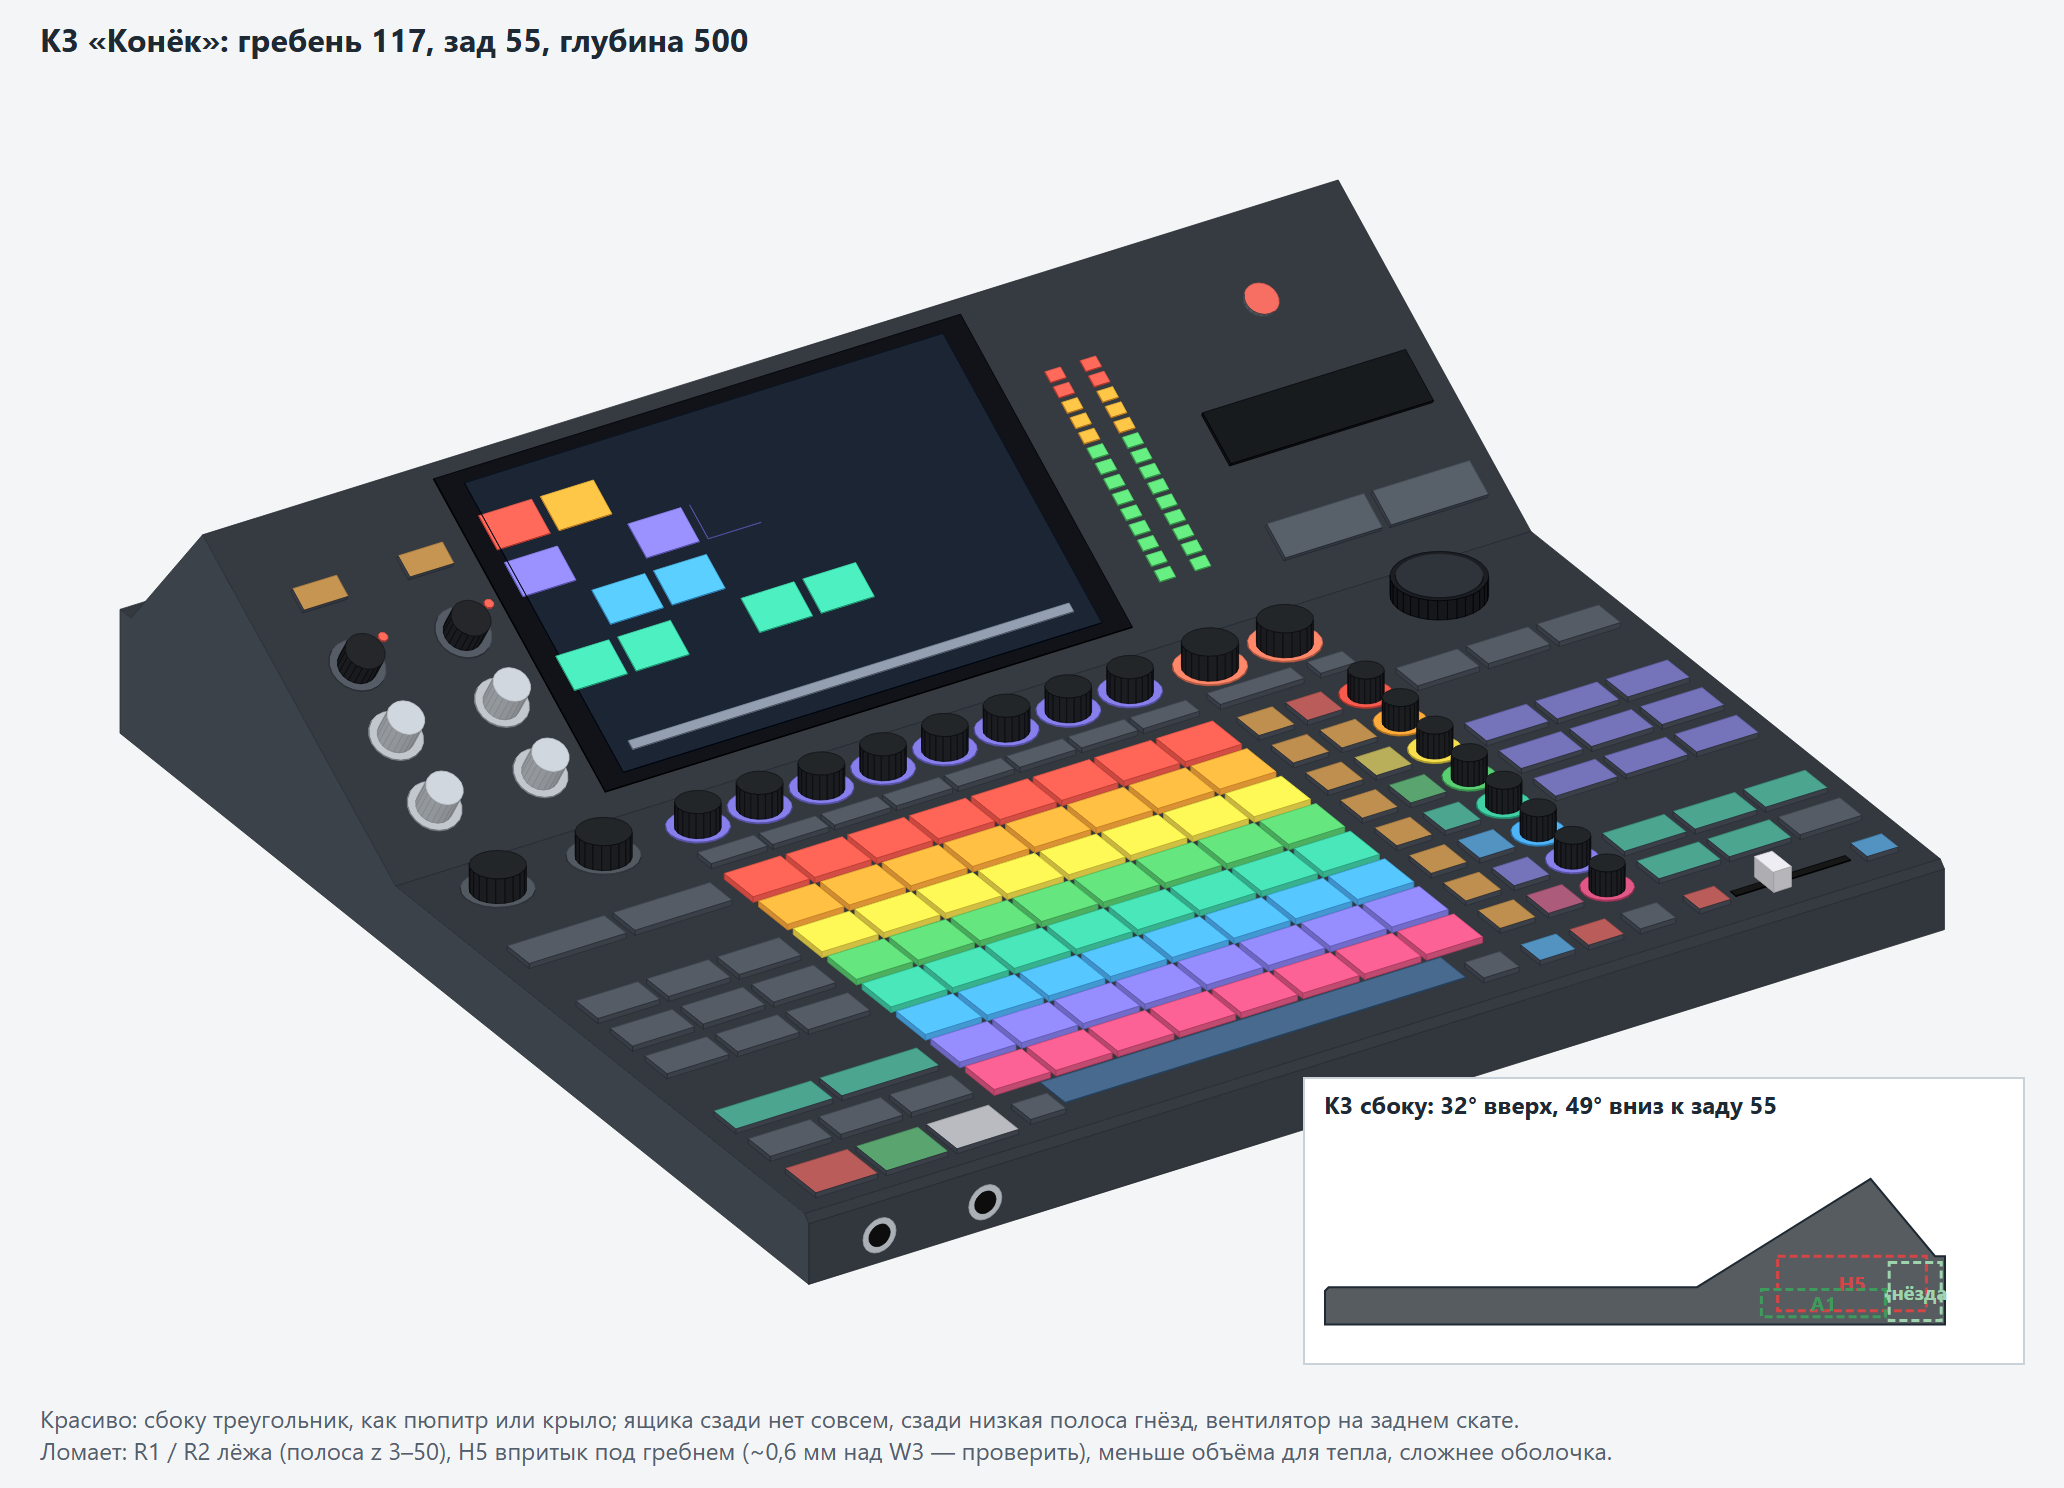 К3 «Конёк»: гребень 117, зад 55, глубина 500
К3 сбоку: 32° вверх, 49° вниз к заду 55
H5
гнёзда
A1
Красиво: сбоку треугольник, как пюпитр или крыло; ящика сзади нет совсем, сзади низкая полоса гнёзд, вентилятор на заднем скате.
Ломает: R1 / R2 лёжа (полоса z 3–50), H5 впритык под гребнем (~0,6 мм над W3 — проверить), меньше объёма для тепла, сложнее оболочка.